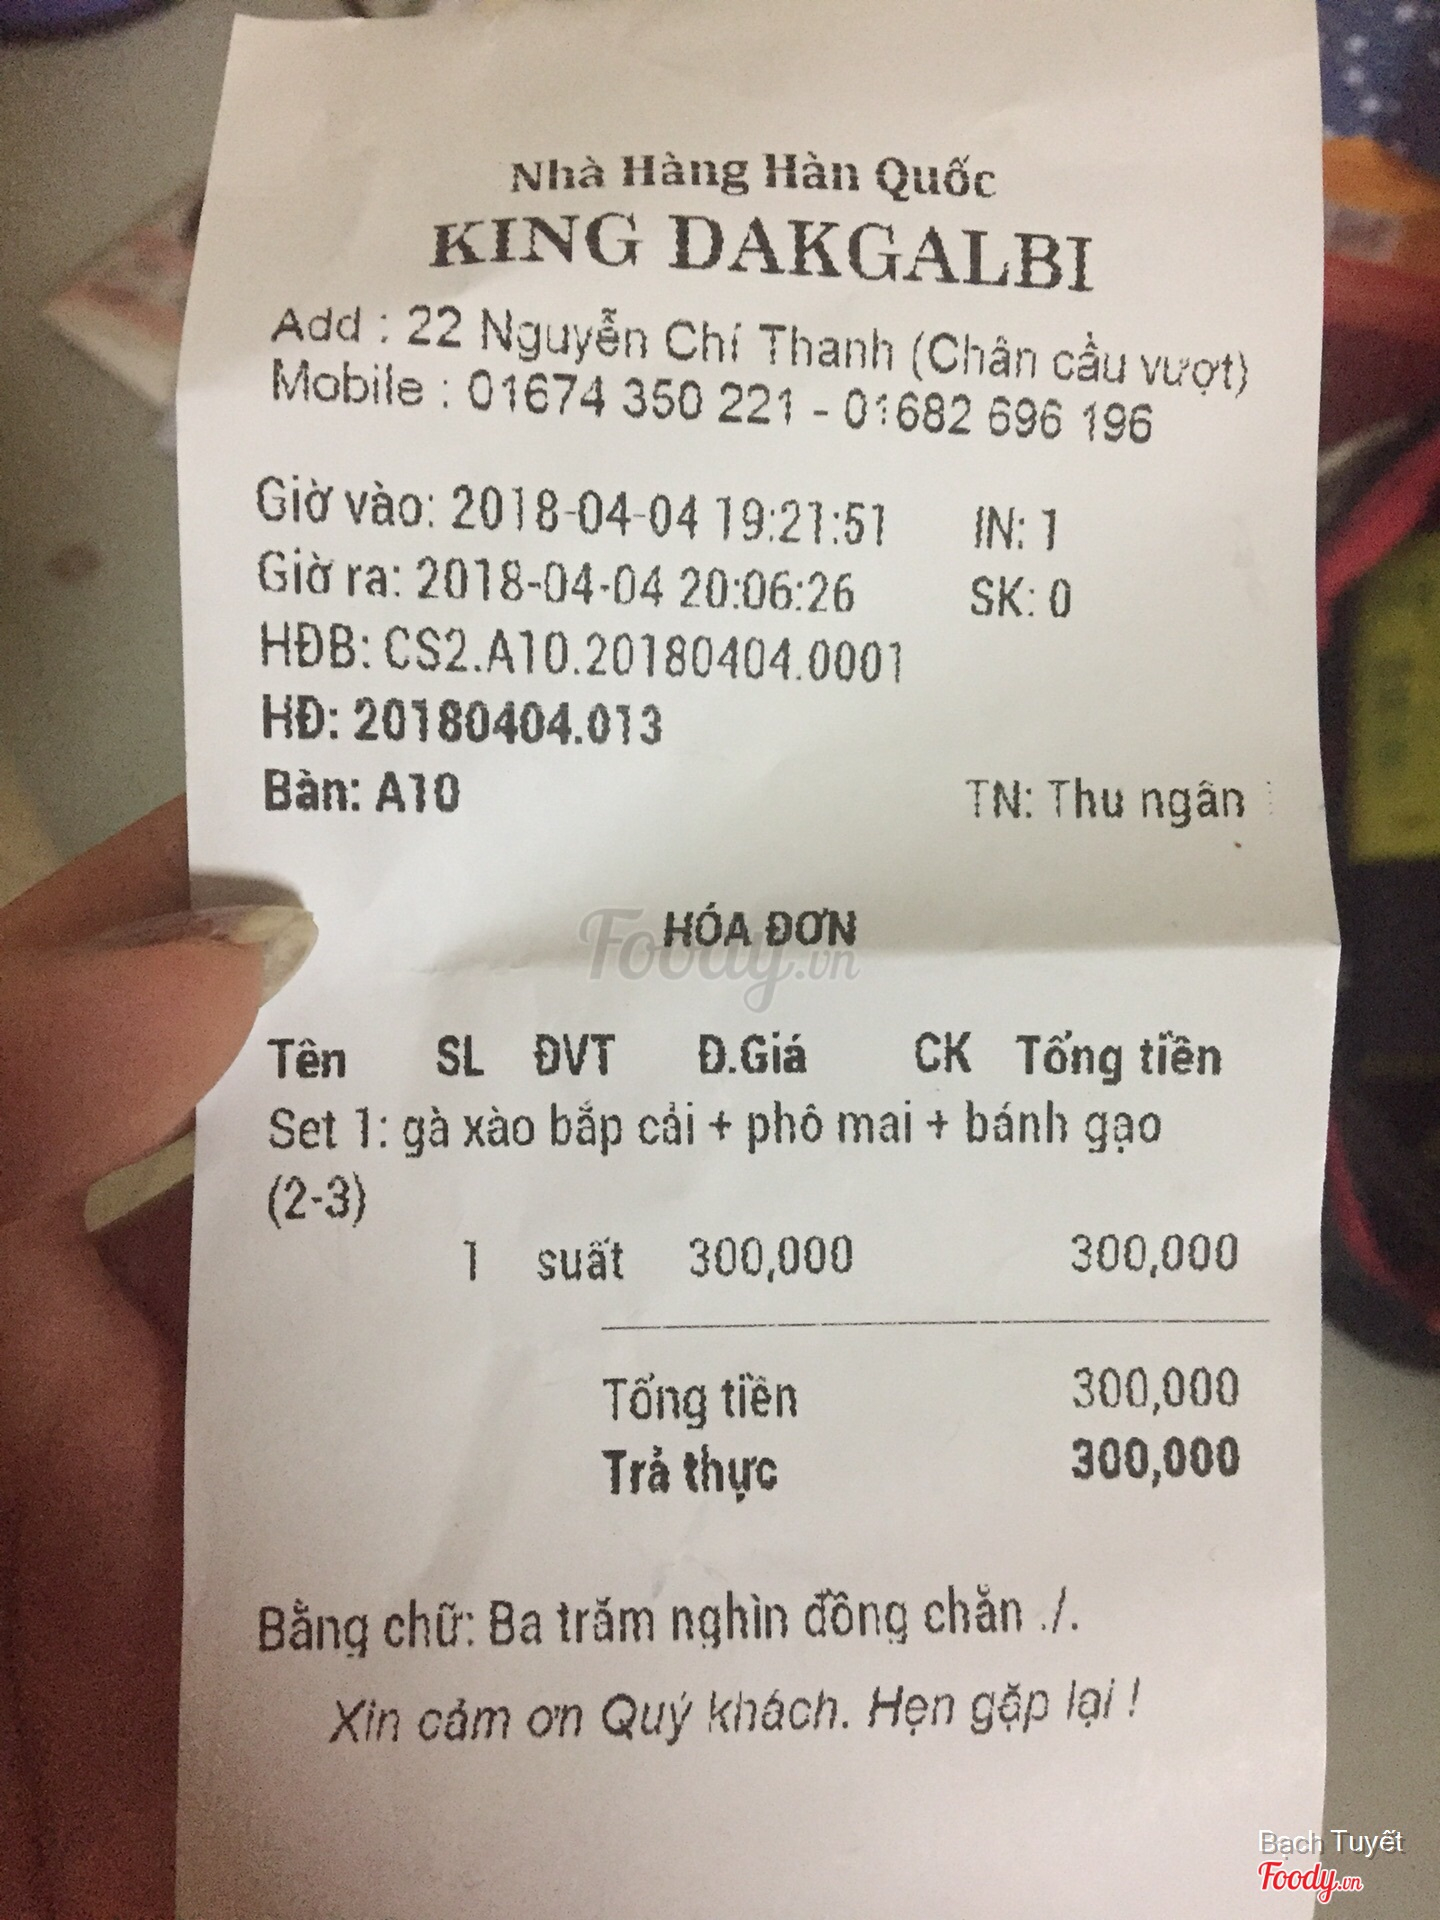 Nhà Hàng Hàn Quốc
KING DAKGALBI
Add : 22 Nguyễn Chí Thanh (Chân cầu vượt)
Mobile : 01674 350 221 - 01682 696 196
Giờ vào: 2018-04-04 19:21:51 IN: 1
Giờ ra: 2018-04-04 20:06:26 SK: 0
HĐB: CS2.A10.20180404.0001
HĐ: 20180404.013
Bàn: A10 TN: Thu ngân
HÓA ĐƠN
Foody.vn
Tên SL ĐVT Đ.Giá CK Tổng tiền
Set 1: gà xào bắp cải + phô mai + bánh gạo
(2-3)
1 suất 300,000 300,000
Tổng tiền 300,000
Trả thực 300,000
Bằng chữ: Ba trăm nghìn đồng chẵn ./.
Xin cảm ơn Quý khách. Hẹn gặp lại !
Bạch Tuyết
Foody.vn